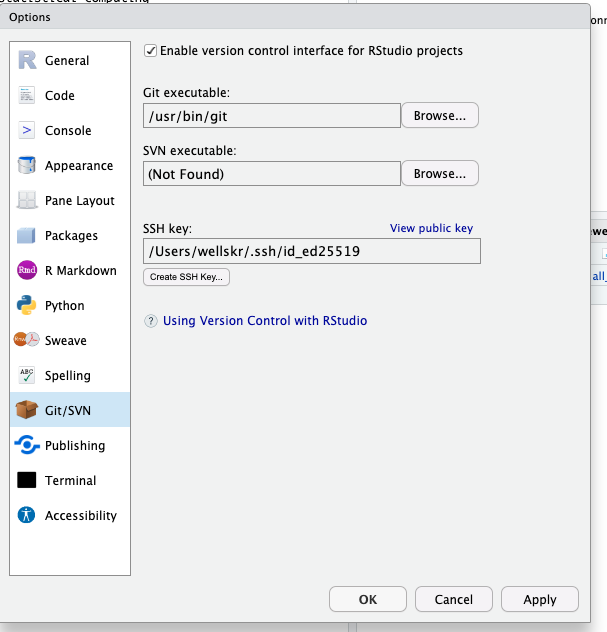 Options
General
Code
Console
Appearance
Pane Layout
Packages
Rmd R Markdown
Python
Sweave
ABC Spelling
Git/SVN
Publishing
Terminal
Accessibility
Enable version control interface for RStudio projects
Git executable:
/usr/bin/git Browse...
SVN executable:
(Not Found) Browse...
SSH key: View public key
/Users/wellskr/.ssh/id_ed25519
Create SSH Key...
? Using Version Control with RStudio
OK Cancel Apply